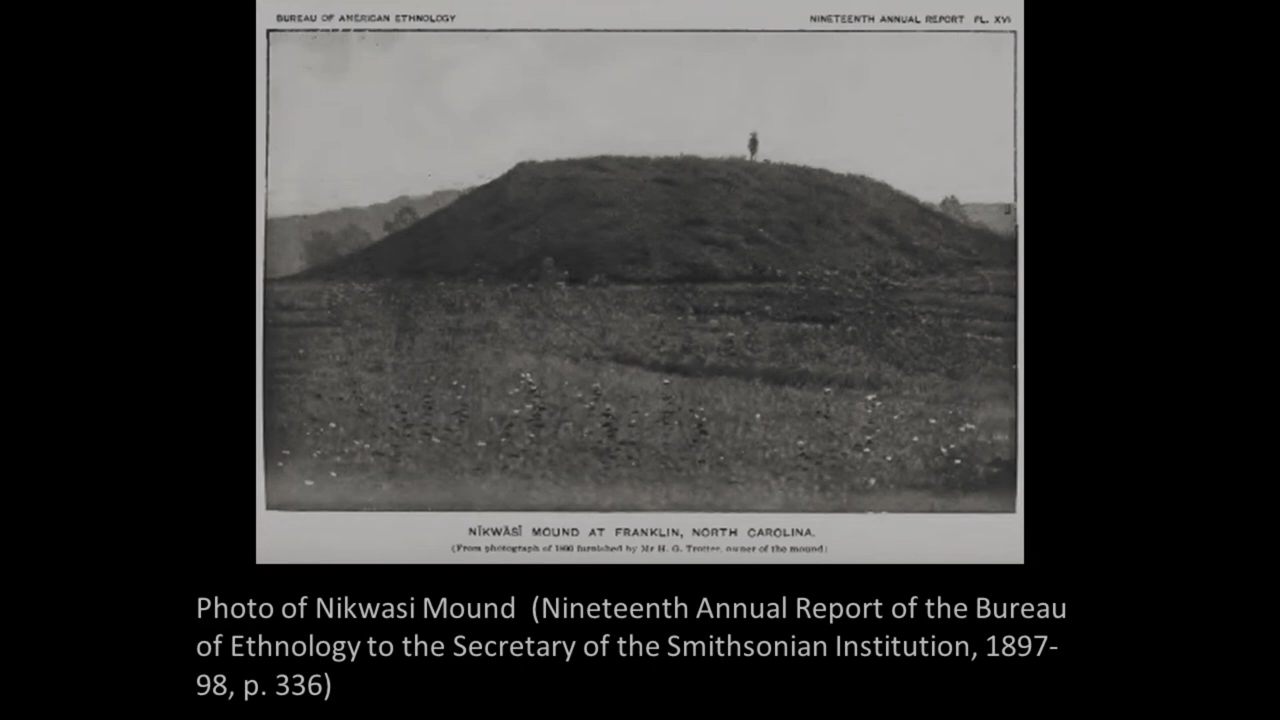 BUREAU OF AMERICAN ETHNOLOGY
NINETEENTH ANNUAL REPORT PL. XVI
NĬKWĂSĬ MOUND AT FRANKLIN, NORTH CAROLINA.
(From photograph of 1890 furnished by Mr H. G. Trotter, owner of the mound)
Photo of Nikwasi Mound (Nineteenth Annual Report of the Bureau
of Ethnology to the Secretary of the Smithsonian Institution, 1897-
98, p. 336)